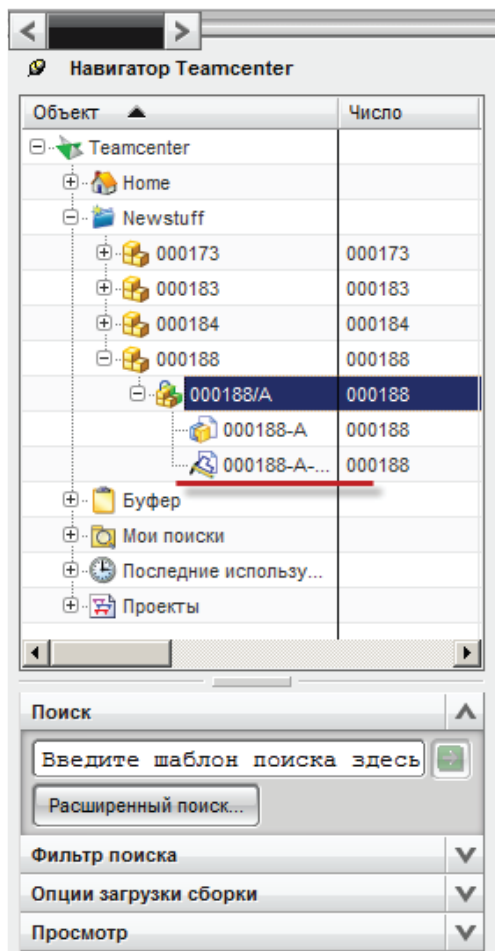 Навигатор Teamcenter
Объект Число
Teamcenter
Home
Newstuff
000173 000173
000183 000183
000184 000184
000188 000188
000188/A 000188
000188-A 000188
000188-A-... 000188
Буфер
Мои поиски
Последние использу...
Проекты
Поиск
Введите шаблон поиска здесь
Расширенный поиск...
Фильтр поиска
Опции загрузки сборки
Просмотр